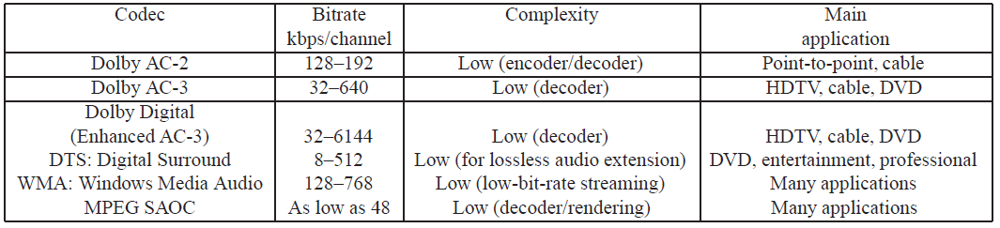 Codec Bitrate Complexity Main
kbps/channel application
Dolby AC-2 128–192 Low (encoder/decoder) Point-to-point, cable
Dolby AC-3 32–640 Low (decoder) HDTV, cable, DVD
Dolby Digital
(Enhanced AC-3) 32–6144 Low (decoder) HDTV, cable, DVD
DTS: Digital Surround 8–512 Low (for lossless audio extension) DVD, entertainment, professional
WMA: Windows Media Audio 128–768 Low (low-bit-rate streaming) Many applications
MPEG SAOC As low as 48 Low (decoder/rendering) Many applications